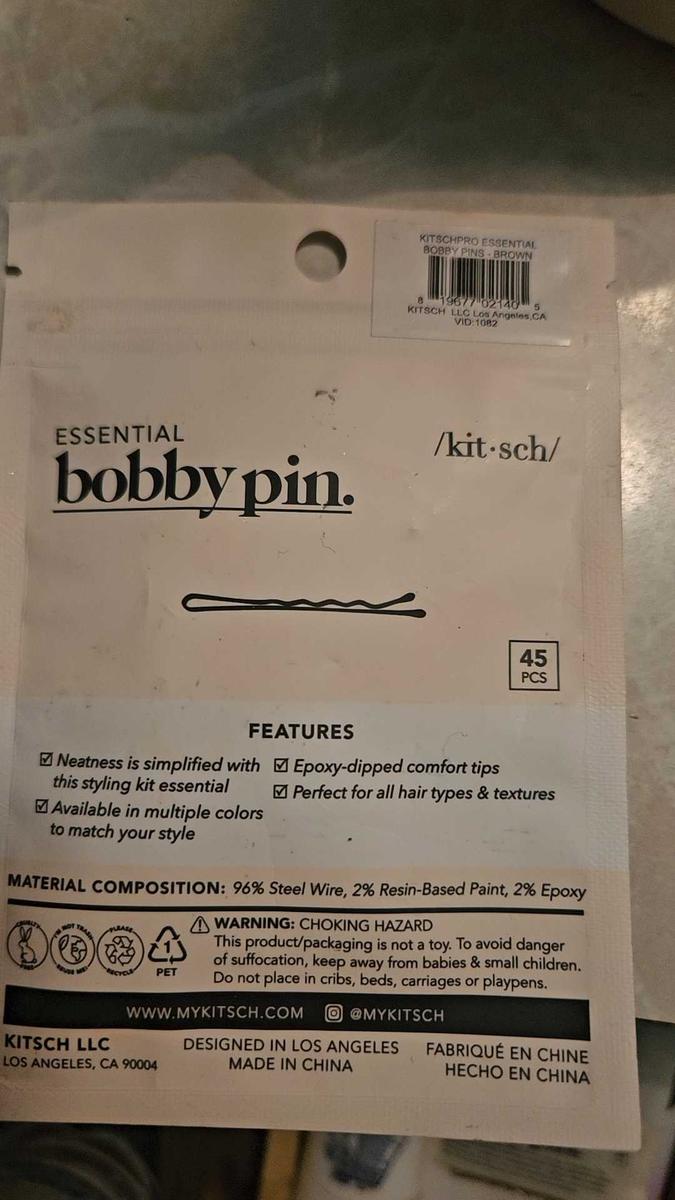 KITSCHPRO ESSENTIAL
BOBBY PINS - BROWN
8 19677 02140 5
KITSCH LLC Los Angeles,CA
VID:1082
ESSENTIAL
bobby pin.
/kit·sch/
45
PCS
FEATURES
☑ Neatness is simplified with
this styling kit essential
☑ Available in multiple colors
to match your style
☑ Epoxy-dipped comfort tips
☑ Perfect for all hair types & textures
MATERIAL COMPOSITION: 96% Steel Wire, 2% Resin-Based Paint, 2% Epoxy
PLEASE
RECYCLE
1
PET
⚠ WARNING: CHOKING HAZARD
This product/packaging is not a toy. To avoid danger
of suffocation, keep away from babies & small children.
Do not place in cribs, beds, carriages or playpens.
WWW.MYKITSCH.COM @MYKITSCH
KITSCH LLC
LOS ANGELES, CA 90004
DESIGNED IN LOS ANGELES
MADE IN CHINA
FABRIQUÉ EN CHINE
HECHO EN CHINA